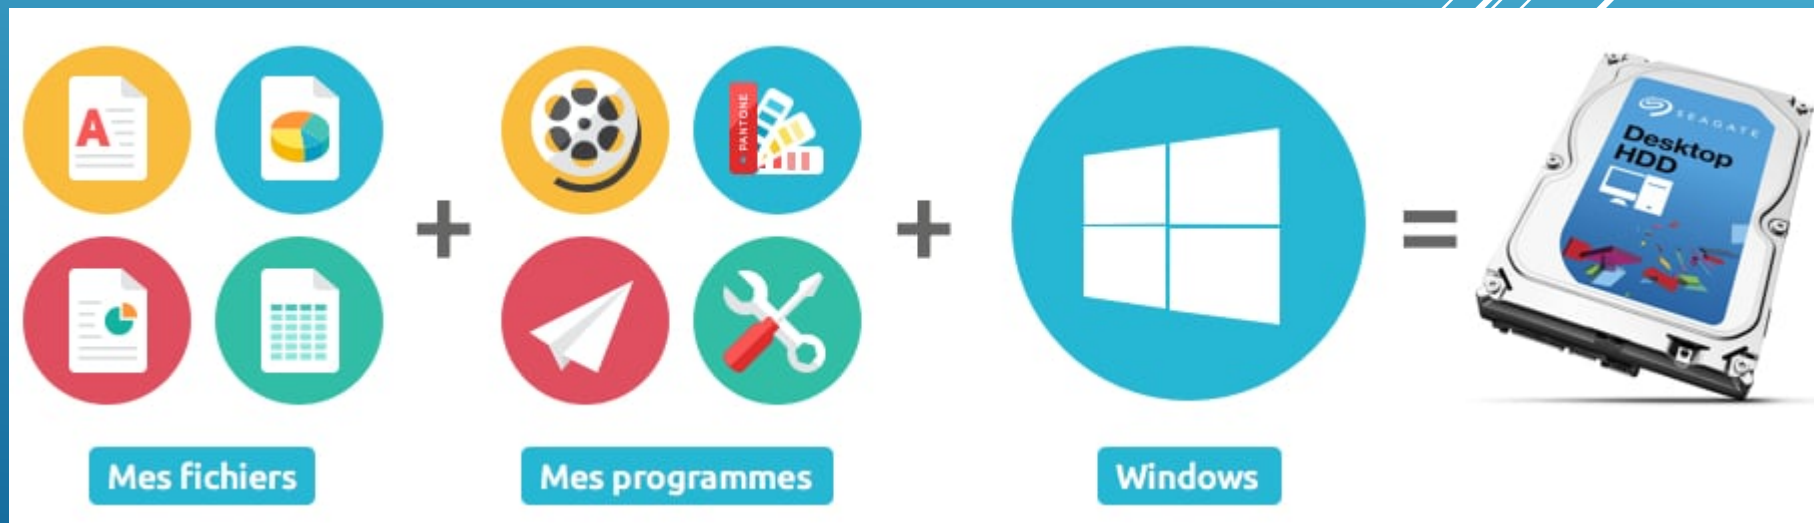 A
PANTONE
SEAGATE
Desktop
HDD
Mes fichiers
Mes programmes
Windows